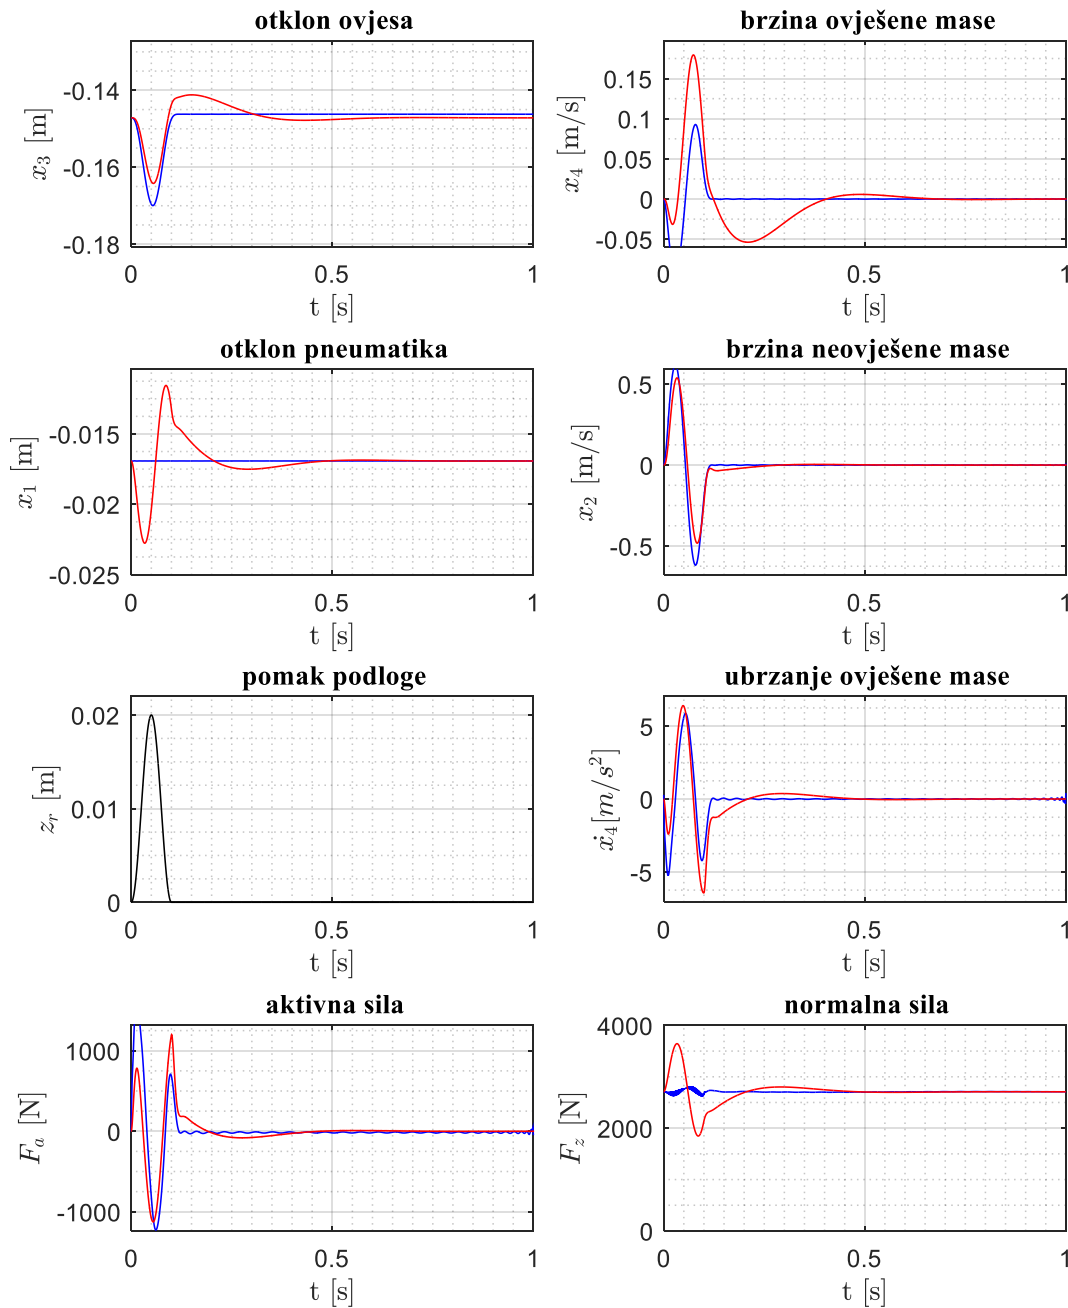 otklon ovjesa
-0.14
-0.16
-0.18
x₃ [m]
0
0.5
1
t [s]
brzina ovješene mase
0.15
0.1
0.05
0
-0.05
x₄ [m/s]
0
0.5
1
t [s]
otklon pneumatika
-0.015
-0.02
-0.025
x₁ [m]
0
0.5
1
t [s]
brzina neovješene mase
0.5
0
-0.5
x₂ [m/s]
0
0.5
1
t [s]
pomak podloge
0.02
0.01
0
z_r [m]
0
0.5
1
t [s]
ubrzanje ovješene mase
5
0
-5
ẋ₄[m/s²]
0
0.5
1
t [s]
aktivna sila
1000
0
-1000
F_a [N]
0
0.5
1
t [s]
normalna sila
4000
2000
0
F_z [N]
0
0.5
1
t [s]